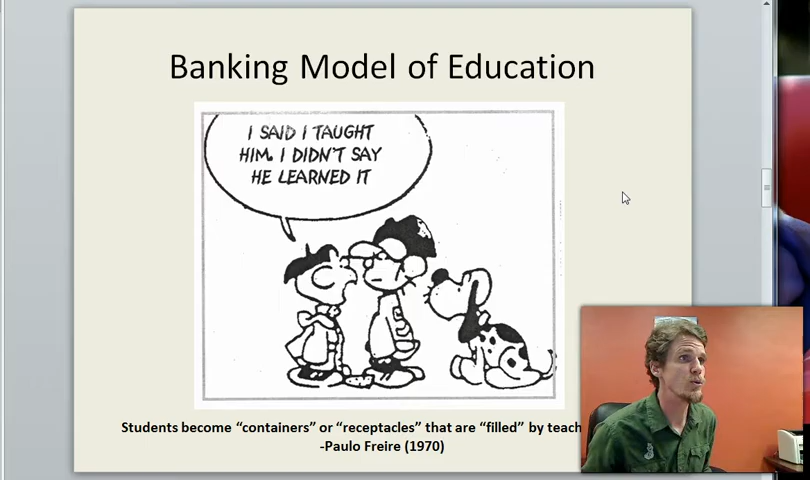 Banking Model of Education
I SAID I TAUGHT
HIM. I DIDN'T SAY
HE LEARNED IT
Students become “containers” or “receptacles” that are “filled” by teach
-Paulo Freire (1970)